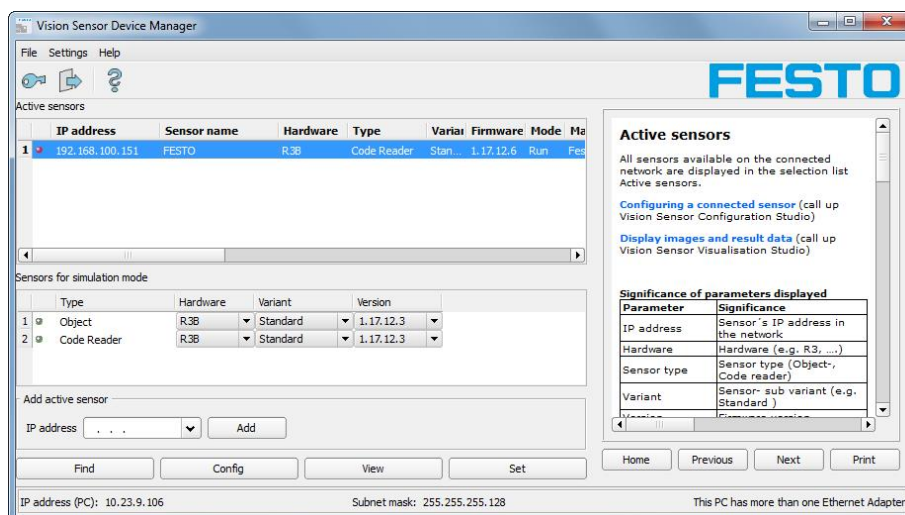 Vision Sensor Device Manager
File Settings Help
FESTO
Active sensors
IP address Sensor name Hardware Type Varia Firmware Mode Ma
1 192.168.100.151 FESTO R3B Code Reader Stan... 1.17.12.6 Run Fes
Sensors for simulation mode
Type Hardware Variant Version
1 Object R3B Standard 1.17.12.3
2 Code Reader R3B Standard 1.17.12.3
Add active sensor
IP address . . . Add
Find Config View Set
Active sensors
All sensors available on the connected
network are displayed in the selection list
Active sensors.
Configuring a connected sensor (call up
Vision Sensor Configuration Studio)
Display images and result data (call up
Vision Sensor Visualisation Studio)
Significance of parameters displayed
Parameter Significance
IP address Sensor´s IP address in
the network
Hardware Hardware (e.g. R3, ....)
Sensor type Sensor type (Object-,
Code reader)
Variant Sensor- sub variant (e.g.
Standard )
Version Firmware version
Home Previous Next Print
IP address (PC): 10.23.9.106 Subnet mask: 255.255.255.128 This PC has more than one Ethernet Adapter